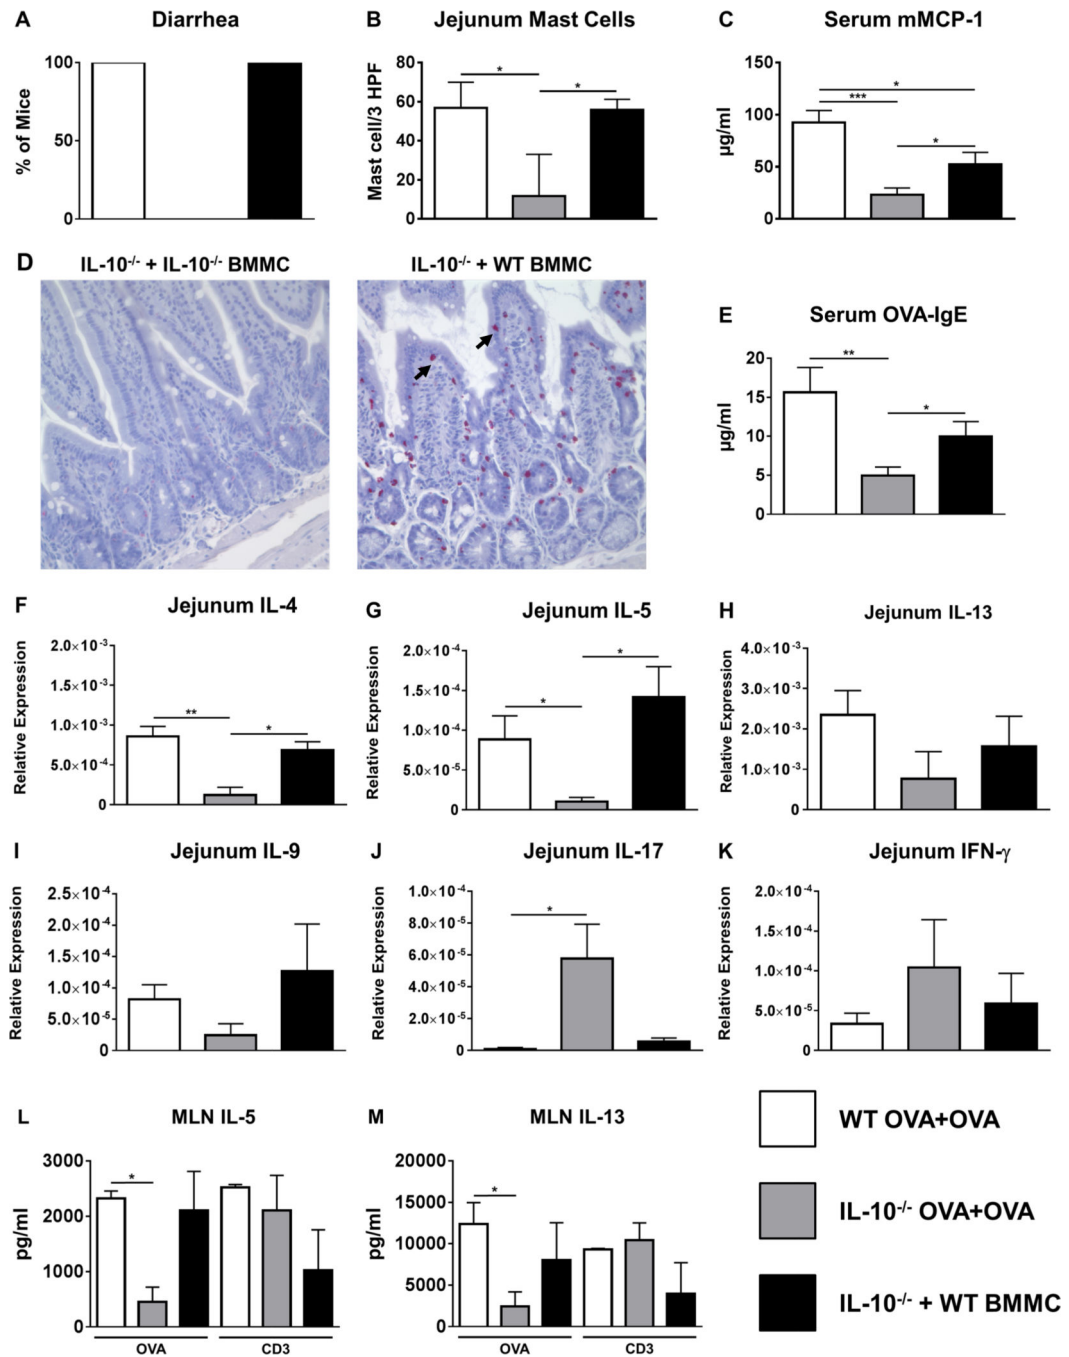 A Diarrhea
% of Mice
100
50
0
B Jejunum Mast Cells
Mast cell/3 HPF
80
60
40
20
0
*
*
C Serum mMCP-1
µg/ml
150
100
50
0
*
***
*
D IL-10-/- + IL-10-/- BMMC
IL-10-/- + WT BMMC
E Serum OVA-IgE
µg/ml
20
15
10
5
0
**
*
F Jejunum IL-4
Relative Expression
2.0×10-3
1.5×10-3
1.0×10-3
5.0×10-4
0
**
*
G Jejunum IL-5
Relative Expression
2.0×10-4
1.5×10-4
1.0×10-4
5.0×10-5
0
*
*
H Jejunum IL-13
Relative Expression
4.0×10-3
3.0×10-3
2.0×10-3
1.0×10-3
0
I Jejunum IL-9
Relative Expression
2.5×10-4
2.0×10-4
1.5×10-4
1.0×10-4
5.0×10-5
0
J Jejunum IL-17
Relative Expression
1.0×10-4
8.0×10-5
6.0×10-5
4.0×10-5
2.0×10-5
0
*
K Jejunum IFN-γ
Relative Expression
2.0×10-4
1.5×10-4
1.0×10-4
5.0×10-5
0
L MLN IL-5
pg/ml
3000
2000
1000
0
*
OVA CD3
M MLN IL-13
pg/ml
20000
15000
10000
5000
0
*
OVA CD3
WT OVA+OVA
IL-10-/- OVA+OVA
IL-10-/- + WT BMMC